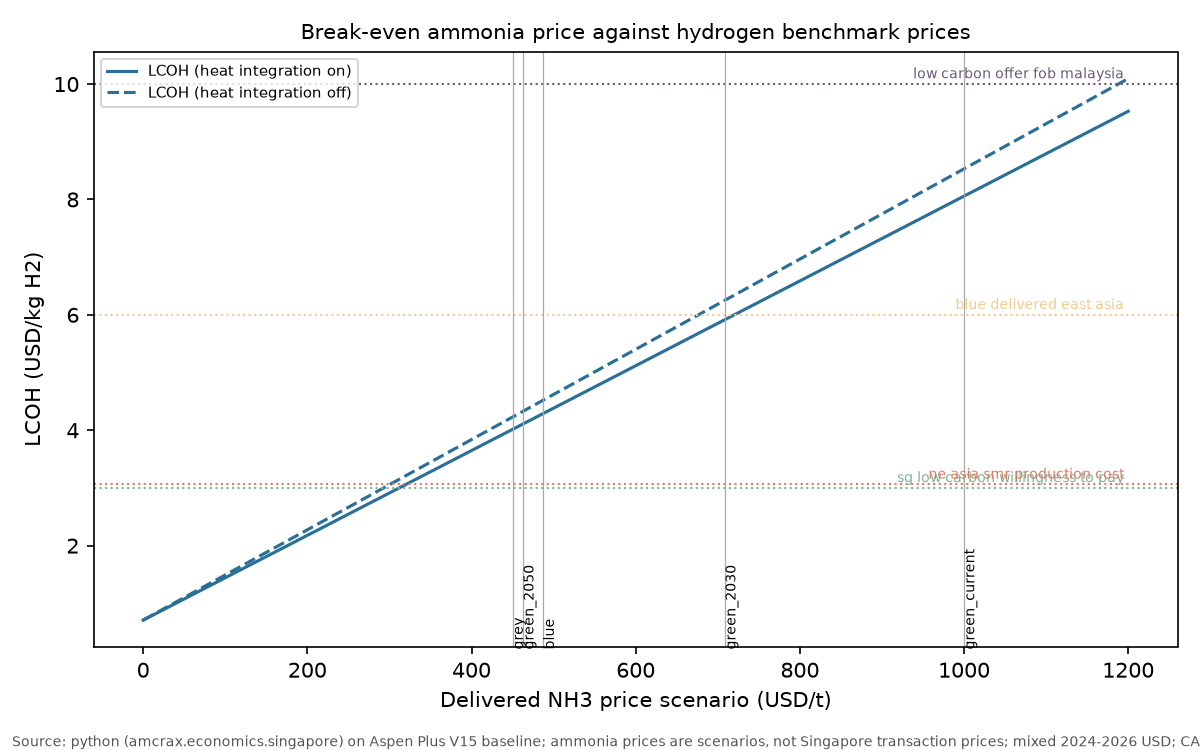 Break-even ammonia price against hydrogen benchmark prices
LCOH (heat integration on)
LCOH (heat integration off)
low carbon offer fob malaysia
blue delivered east asia
ne asia smr production cost
sg low carbon willingness to pay
LCOH (USD/kg H2)
10
8
6
4
2
grey
green_2050
blue
green_2030
green_current
0 200 400 600 800 1000 1200
Delivered NH3 price scenario (USD/t)
Source: python (amcrax.economics.singapore) on Aspen Plus V15 baseline; ammonia prices are scenarios, not Singapore transaction prices; mixed 2024-2026 USD;